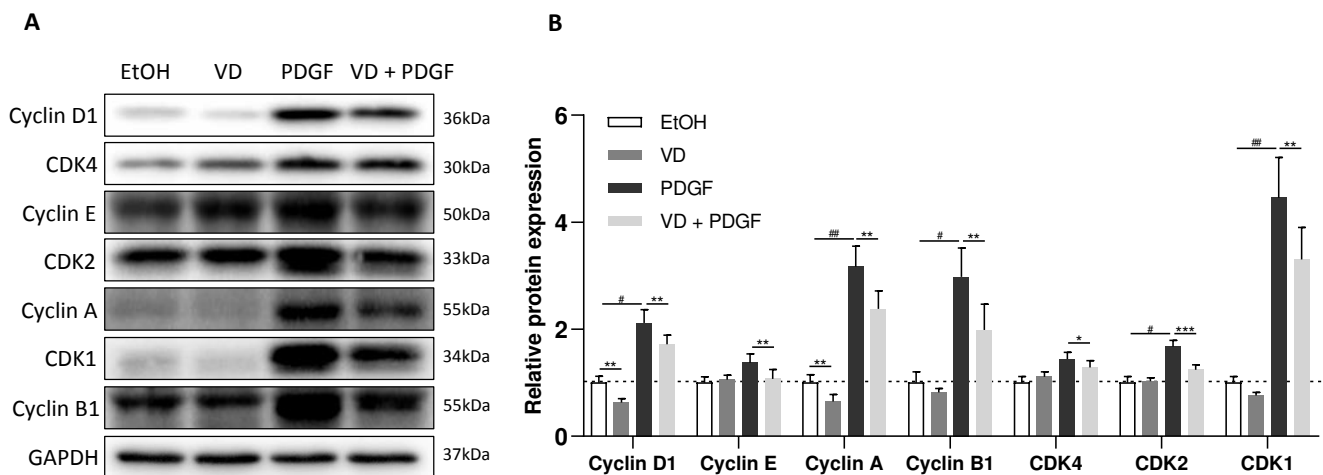 A
EtOH VD PDGF VD + PDGF
Cyclin D1 36kDa
CDK4 30kDa
Cyclin E 50kDa
CDK2 33kDa
Cyclin A 55kDa
CDK1 34kDa
Cyclin B1 55kDa
GAPDH 37kDa
B
Relative protein expression
6
4
2
0
EtOH
VD
PDGF
VD + PDGF
** # **
**
** ## **
# **
*
# ***
## **
Cyclin D1 Cyclin E Cyclin A Cyclin B1 CDK4 CDK2 CDK1